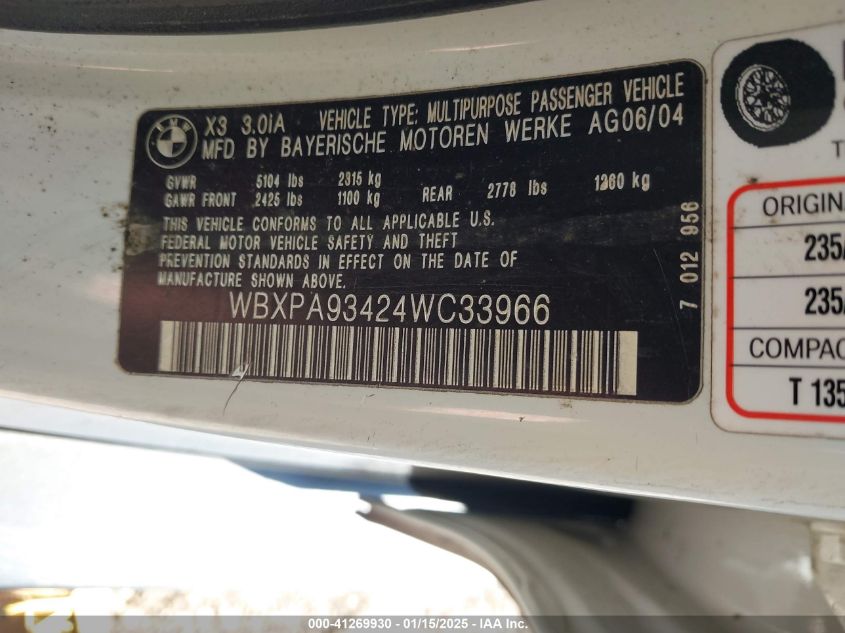 X3 3.0iA VEHICLE TYPE: MULTIPURPOSE PASSENGER VEHICLE
MFD BY BAYERISCHE MOTOREN WERKE AG06/04
GVWR 5104 lbs 2315 kg
GAWR FRONT 2425 lbs 1100 kg REAR 2778 lbs 1260 kg
THIS VEHICLE CONFORMS TO ALL APPLICABLE U.S.
FEDERAL MOTOR VEHICLE SAFETY AND THEFT
PREVENTION STANDARDS IN EFFECT ON THE DATE OF
MANUFACTURE SHOWN ABOVE.
WBXPA93424WC33966
7 012 956
ORIGINA
235/
235/
COMPAC
T 135
000-41269930 - 01/15/2025 - IAA Inc.